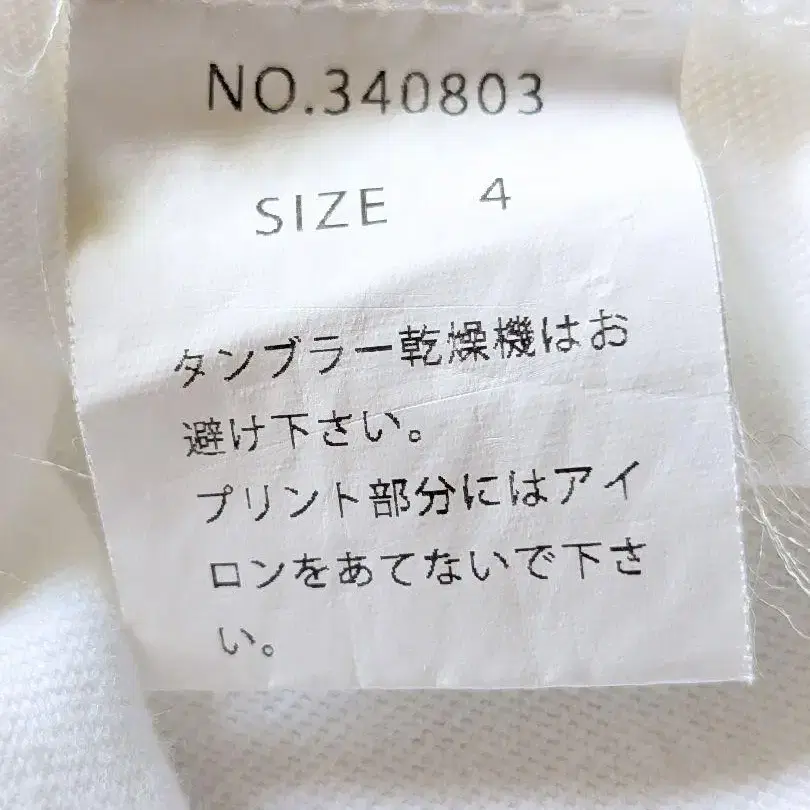 NO.340803
SIZE 4
タンブラー乾燥機はお
避け下さい。
プリント部分にはアイ
ロンをあてないで下さ
い。